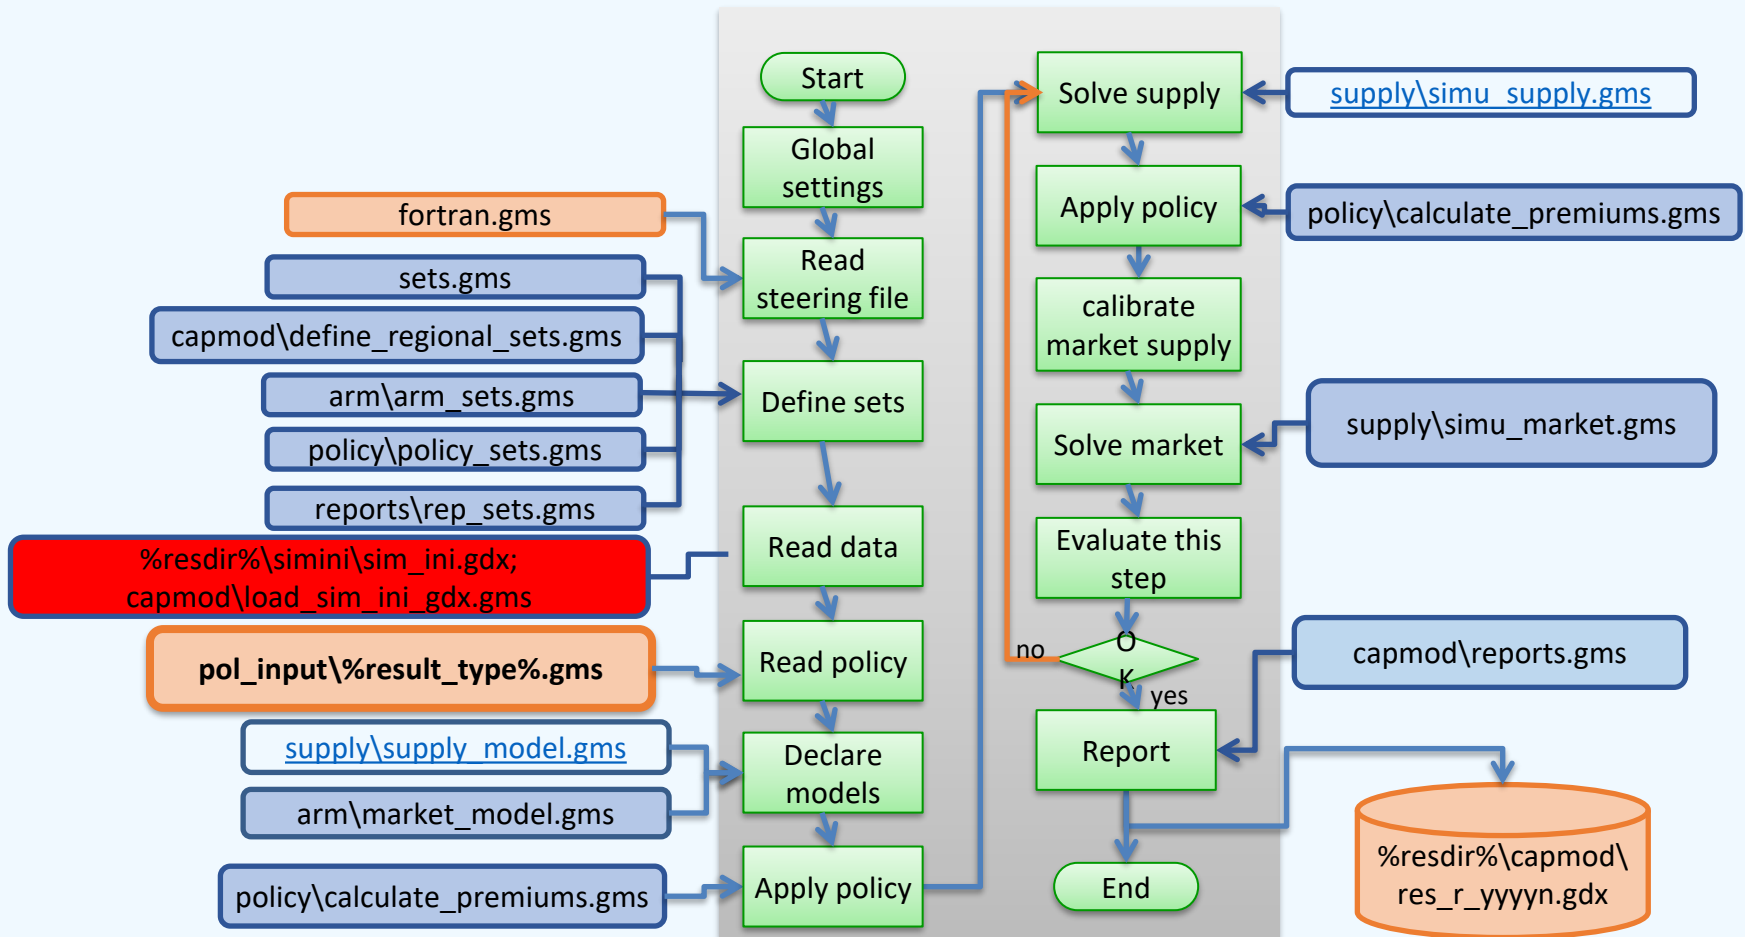 Start
Global
settings
fortran.gms
Read
steering file
sets.gms
capmod\define_regional_sets.gms
arm\arm_sets.gms
policy\policy_sets.gms
reports\rep_sets.gms
Define sets
%resdir%\simini\sim_ini.gdx;
capmod\load_sim_ini_gdx.gms
Read data
pol_input\%result_type%.gms
Read policy
supply\supply_model.gms
arm\market_model.gms
Declare
models
policy\calculate_premiums.gms
Apply policy
Solve supply
supply\simu_supply.gms
Apply policy
policy\calculate_premiums.gms
calibrate
market supply
Solve market
supply\simu_market.gms
Evaluate this
step
no
O
K
yes
capmod\reports.gms
Report
End
%resdir%\capmod\
res_r_yyyyn.gdx